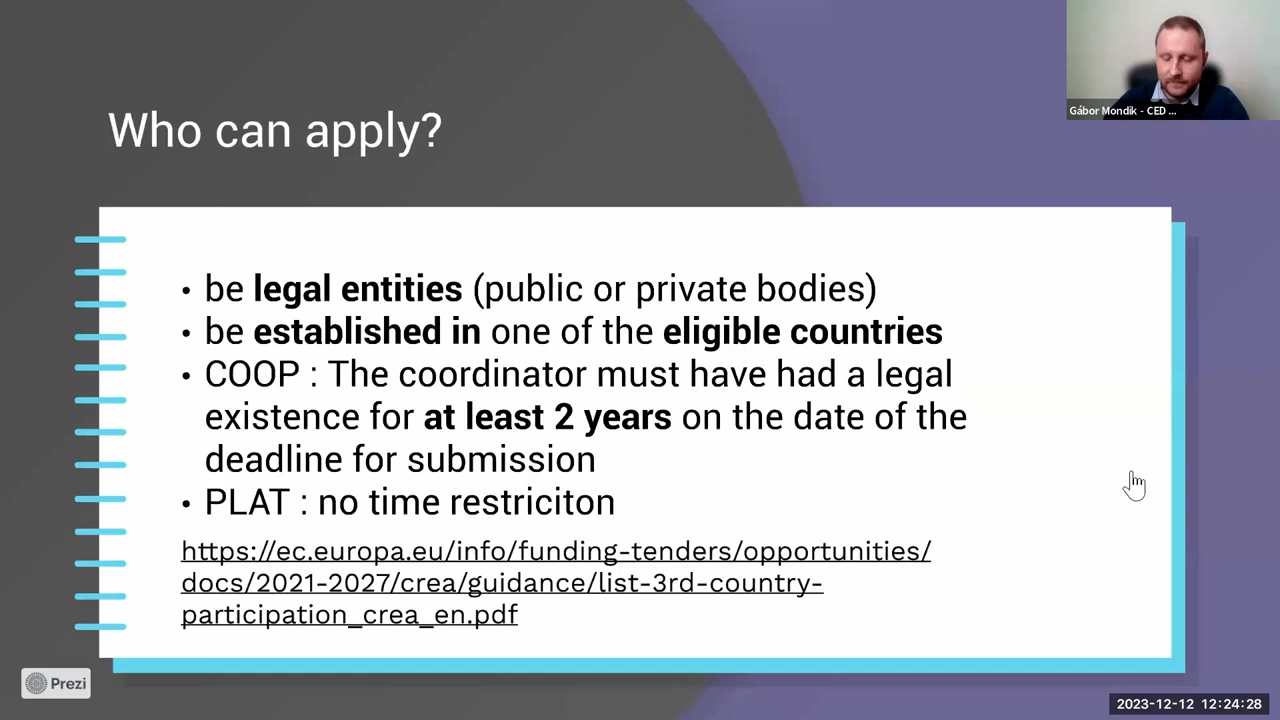 Who can apply?
Gábor Mondik - CED ...
• be legal entities (public or private bodies)
• be established in one of the eligible countries
• COOP : The coordinator must have had a legal
existence for at least 2 years on the date of the
deadline for submission
• PLAT : no time restriciton
https://ec.europa.eu/info/funding-tenders/opportunities/
docs/2021-2027/crea/guidance/list-3rd-country-
participation_crea_en.pdf
Prezi
2023-12-12 12:24:28